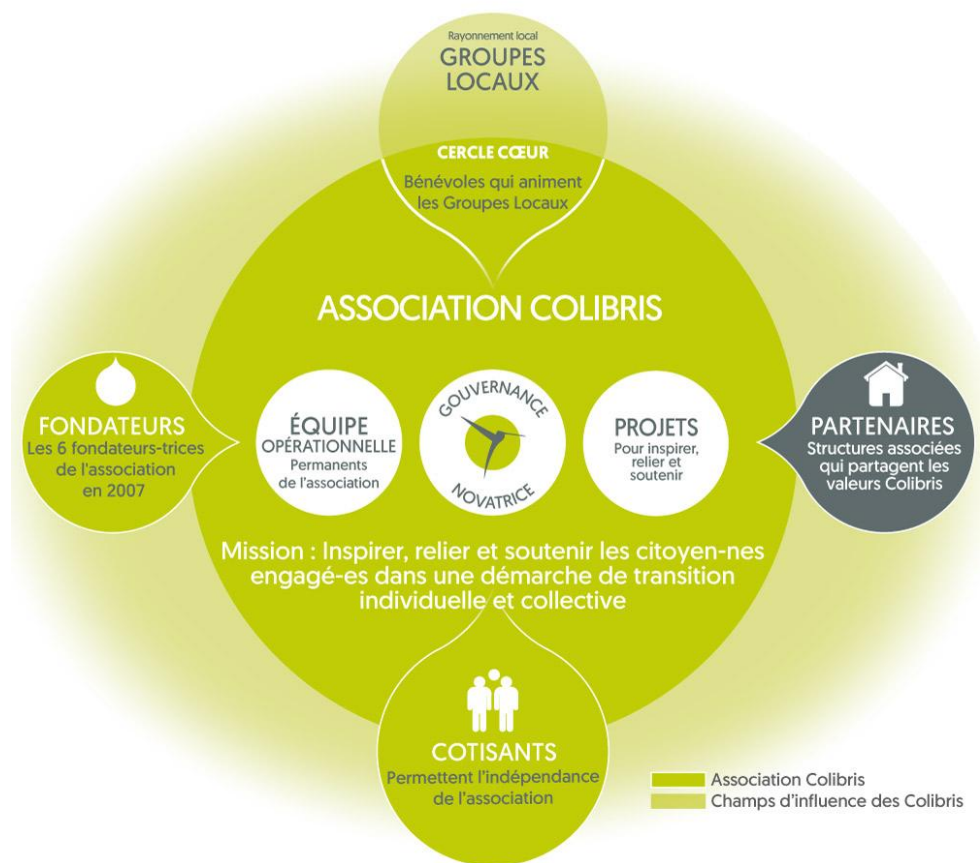 Rayonnement local
GROUPES
LOCAUX
CERCLE CŒUR
Bénévoles qui animent
les Groupes Locaux
ASSOCIATION COLIBRIS
FONDATEURS
Les 6 fondateurs-trices
de l'association
en 2007
ÉQUIPE
OPÉRATIONNELLE
Permanents
de l'association
GOUVERNANCE
NOVATRICE
PROJETS
Pour inspirer,
relier et
soutenir
PARTENAIRES
Structures associées
qui partagent les
valeurs Colibris
Mission : Inspirer, relier et soutenir les citoyen-nes
engagé-es dans une démarche de transition
individuelle et collective
COTISANTS
Permettent l'indépendance
de l'association
Association Colibris
Champs d'influence des Colibris